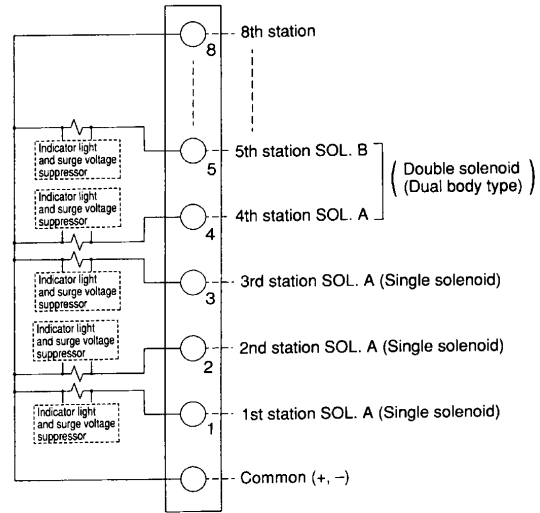 8
8th station
Indicator light
and surge voltage
suppressor
5
5th station SOL. B
Double solenoid
(Dual body type)
Indicator light
and surge voltage
suppressor
4
4th station SOL. A
Indicator light
and surge voltage
suppressor
3
3rd station SOL. A (Single solenoid)
Indicator light
and surge voltage
suppressor
2
2nd station SOL. A (Single solenoid)
Indicator light
and surge voltage
suppressor
1
1st station SOL. A (Single solenoid)
Common (+, –)